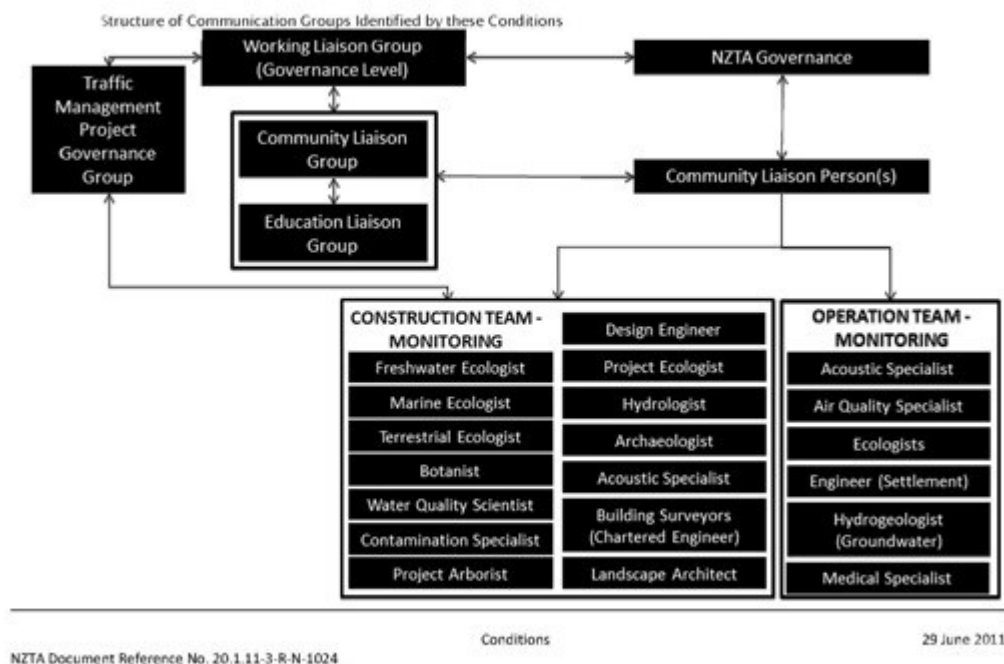 Structure of Communication Groups Identified by these Conditions
Working Liaison Group
(Governance Level)
NZTA Governance
Traffic
Management
Project
Governance
Group
Community Liaison
Group
Community Liaison Person(s)
Education Liaison
Group
CONSTRUCTION TEAM -
MONITORING
Freshwater Ecologist
Marine Ecologist
Terrestrial Ecologist
Botanist
Water Quality Scientist
Contamination Specialist
Project Arborist
Design Engineer
Project Ecologist
Hydrologist
Archaeologist
Acoustic Specialist
Building Surveyors
(Chartered Engineer)
Landscape Architect
OPERATION TEAM -
MONITORING
Acoustic Specialist
Air Quality Specialist
Ecologists
Engineer (Settlement)
Hydrogeologist
(Groundwater)
Medical Specialist
Conditions
29 June 2011
NZTA Document Reference No. 20.1.11-3-R-N-1024